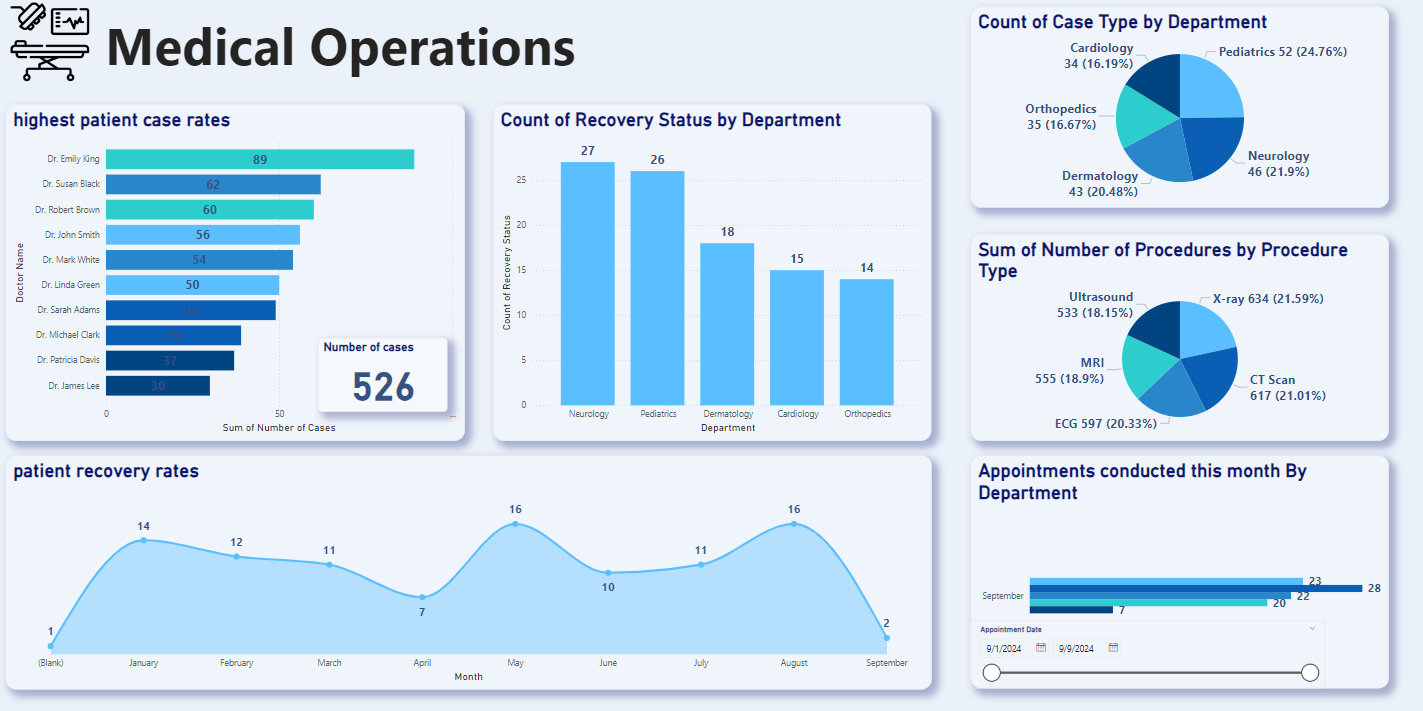 Medical Operations
highest patient case rates
Doctor Name
Dr. Emily King
89
Dr. Susan Black
62
Dr. Robert Brown
60
Dr. John Smith
56
Dr. Mark White
54
Dr. Linda Green
50
Dr. Sarah Adams
Dr. Michael Clark
Dr. Patricia Davis
37
Dr. James Lee
30
0
50
...
Sum of Number of Cases
Number of cases
526
Count of Recovery Status by Department
Count of Recovery Status
25
20
15
10
5
0
27
26
18
15
14
Neurology
Pediatrics
Dermatology
Cardiology
Orthopedics
Department
Count of Case Type by Department
Cardiology
34 (16.19%)
Pediatrics 52 (24.76%)
Orthopedics
35 (16.67%)
Neurology
46 (21.9%)
Dermatology
43 (20.48%)
Sum of Number of Procedures by Procedure
Type
Ultrasound
533 (18.15%)
X-ray 634 (21.59%)
MRI
555 (18.9%)
CT Scan
617 (21.01%)
ECG 597 (20.33%)
patient recovery rates
1
14
12
11
7
16
10
11
16
2
(Blank)
January
February
March
April
May
June
July
August
September
Month
Appointments conducted this month By
Department
September
23
28
22
20
7
Appointment Date
9/1/2024
9/9/2024